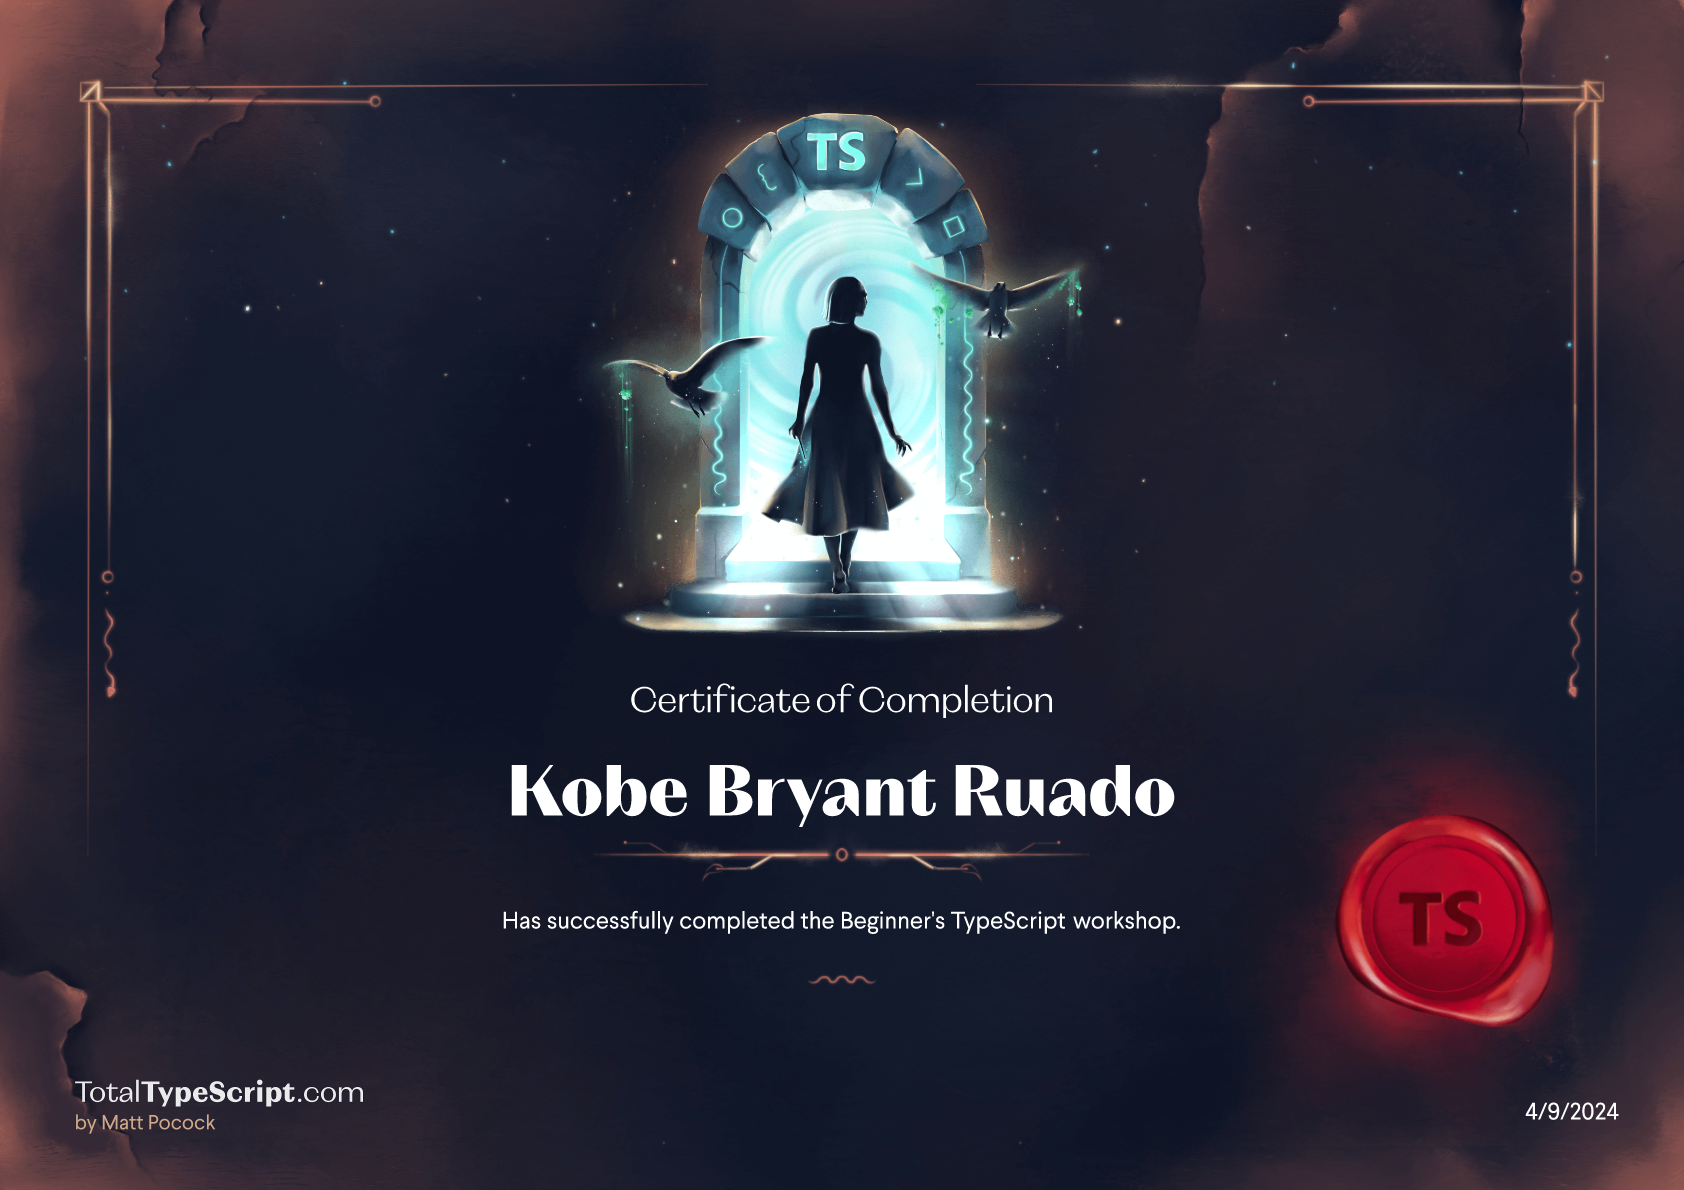 TS
Certificate of Completion
Kobe Bryant Ruado
Has successfully completed the Beginner's TypeScript workshop.
TS
TotalTypeScript.com
by Matt Pocock
4/9/2024